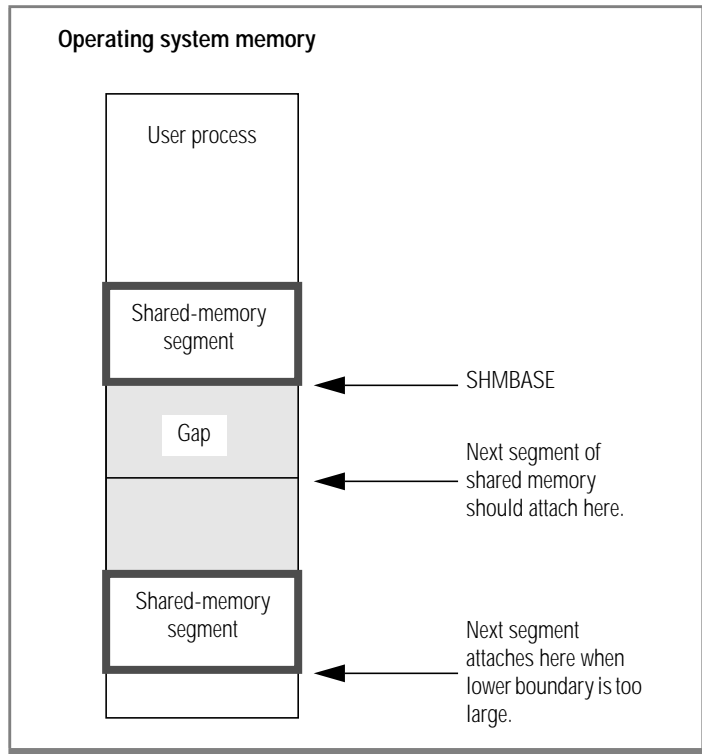 Operating system memory
User process
Shared-memory
segment
SHMBASE
Gap
Next segment of
shared memory
should attach here.
Shared-memory
segment
Next segment
attaches here when
lower boundary is too
large.